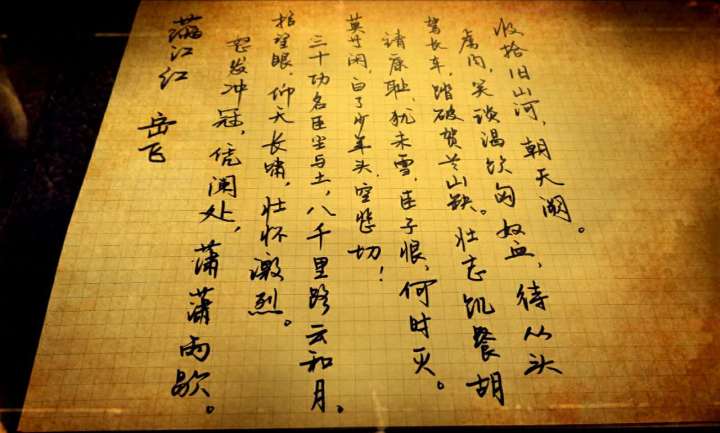 满江红
岳飞
怒发冲冠，凭阑处，潇潇雨歇。
抬望眼，仰天长啸，壮怀激烈。
三十功名臣尘与土，八千里路云和月。
莫等闲，白了少年头，空悲切！
靖康耻，犹未雪，臣子恨，何时灭。
驾长车，踏破贺兰山缺。壮志饥餐胡
虏肉，笑谈渴饮匈奴血，待从头
收拾旧山河，朝天阙。